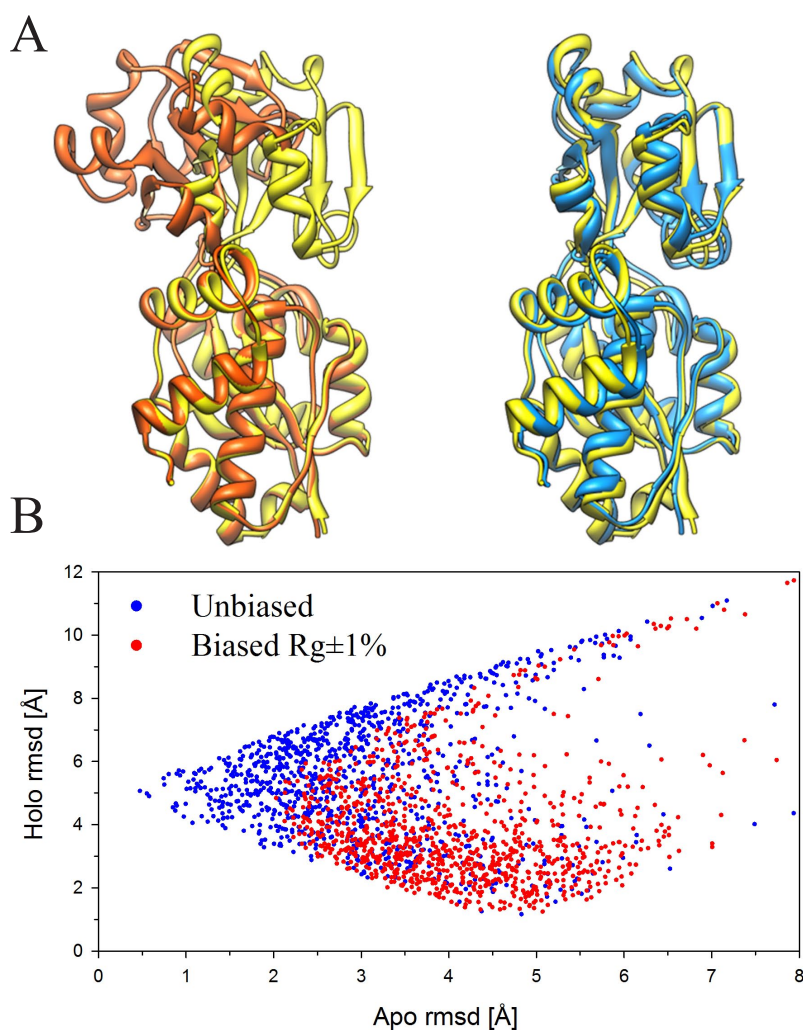 A
B
12
10
8
6
4
2
0
Holo rmsd [Å]
Unbiased
Biased Rg±1%
0 1 2 3 4 5 6 7 8
Apo rmsd [Å]